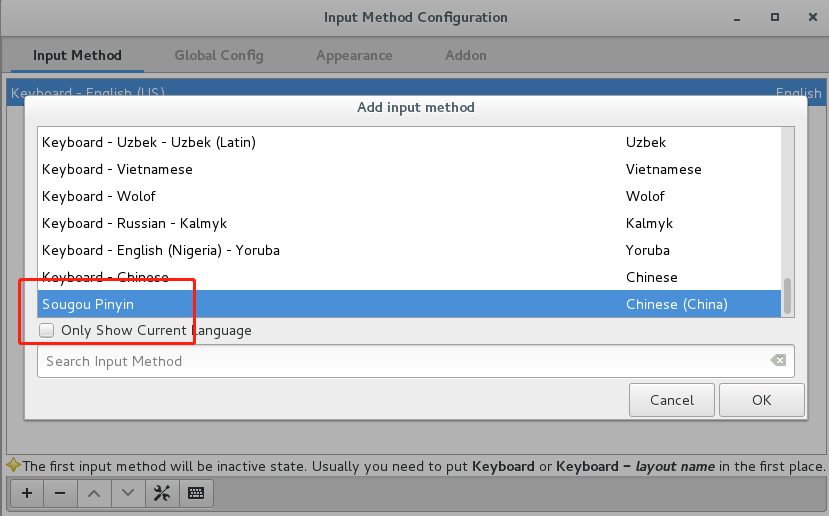 Input Method Configuration
Input Method Global Config Appearance Addon
Keyboard - English (US) English
Add input method
Keyboard - Uzbek - Uzbek (Latin) Uzbek
Keyboard - Vietnamese Vietnamese
Keyboard - Wolof Wolof
Keyboard - Russian - Kalmyk Kalmyk
Keyboard - English (Nigeria) - Yoruba Yoruba
Keyboard - Chinese Chinese
Sougou Pinyin Chinese (China)
Only Show Current Language
Search Input Method
Cancel OK
The first input method will be inactive state. Usually you need to put Keyboard or Keyboard – layout name in the first place.